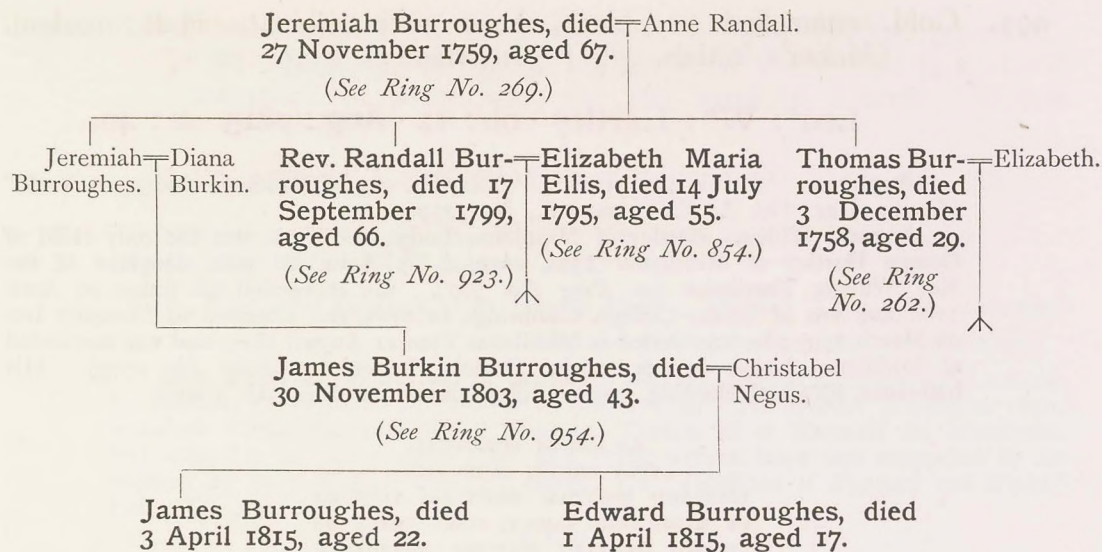 Jeremiah Burroughes, died
27 November 1759, aged 67.
(See Ring No. 269.)
Anne Randall.
Jeremiah
Burroughes.
Diana
Burkin.
Rev. Randall Bur-
roughes, died 17
September 1799,
aged 66.
(See Ring No. 923.)
Elizabeth Maria
Ellis, died 14 July
1795, aged 55.
(See Ring No. 854.)
Thomas Bur-
roughes, died
3 December
1758, aged 29.
(See Ring
No. 262.)
Elizabeth.
James Burkin Burroughes, died
30 November 1803, aged 43.
(See Ring No. 954.)
Christabel
Negus.
James Burroughes, died
3 April 1815, aged 22.
Edward Burroughes, died
1 April 1815, aged 17.